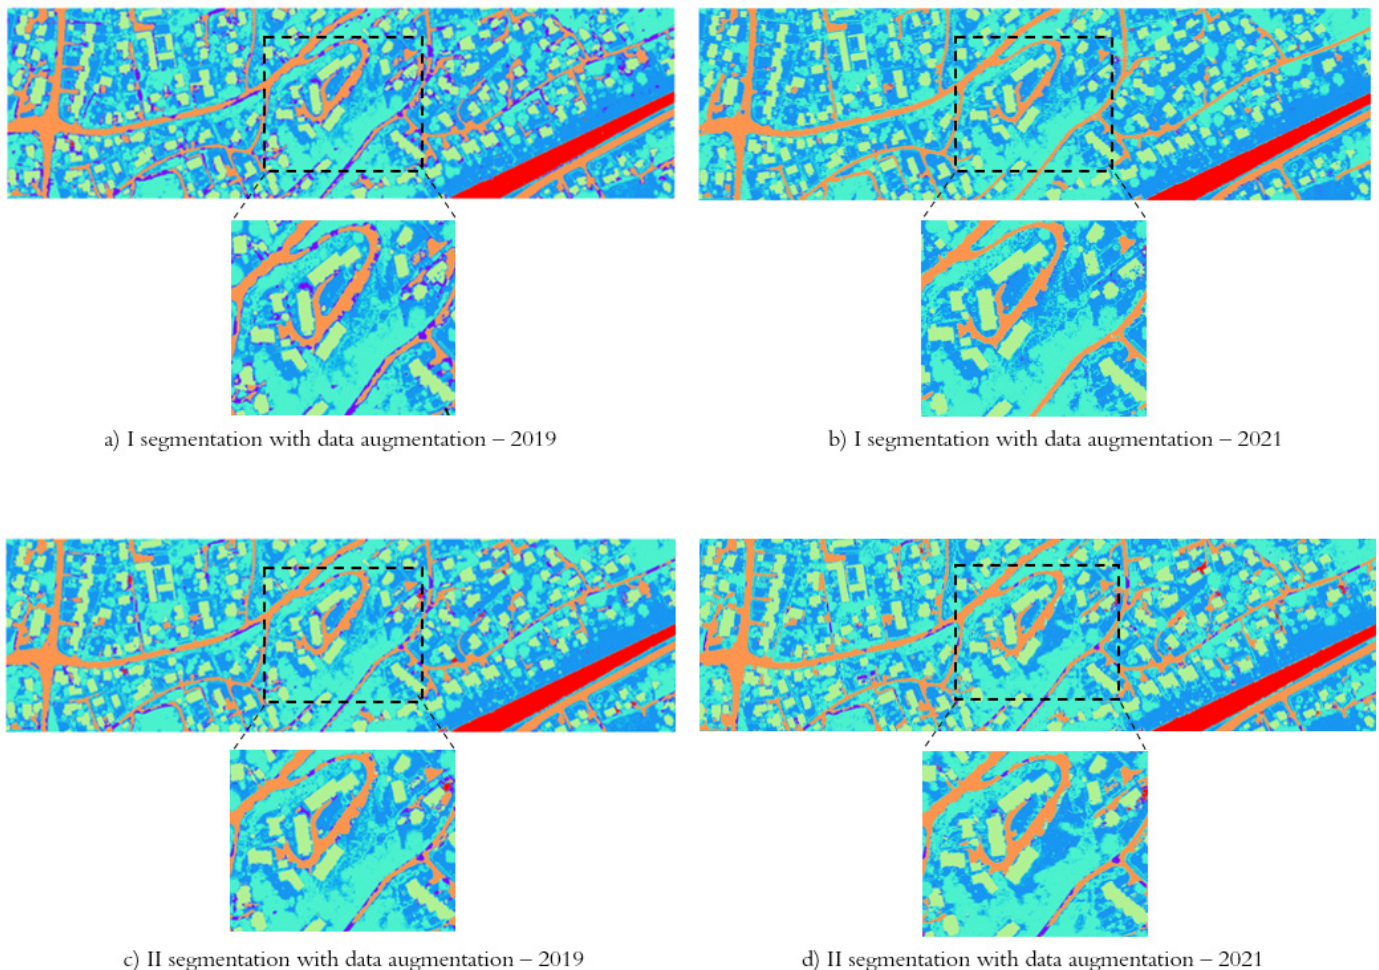 a) I segmentation with data augmentation – 2019
b) I segmentation with data augmentation – 2021
c) II segmentation with data augmentation – 2019
d) II segmentation with data augmentation – 2021